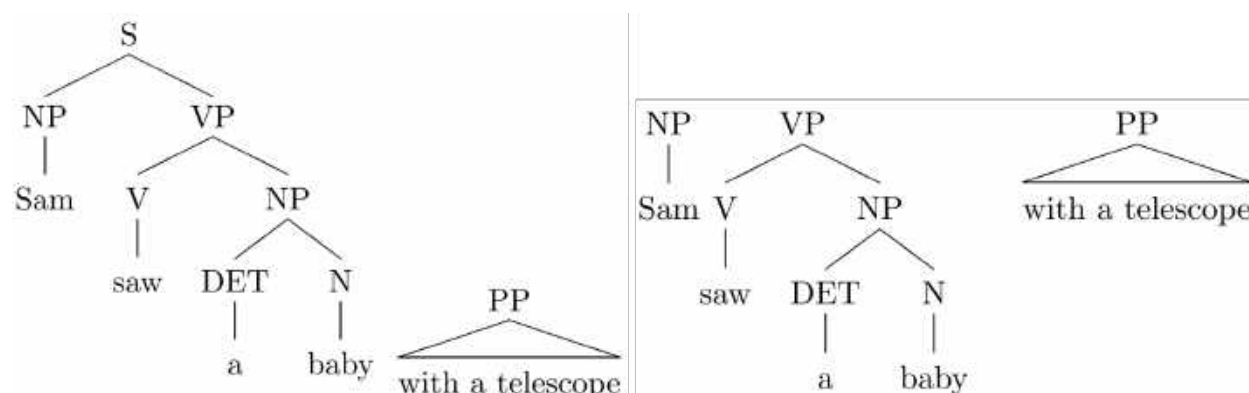 S
NP VP
Sam V NP
saw DET N
a baby
PP
with a telescope
NP VP PP
Sam V NP with a telescope
saw DET N
a baby